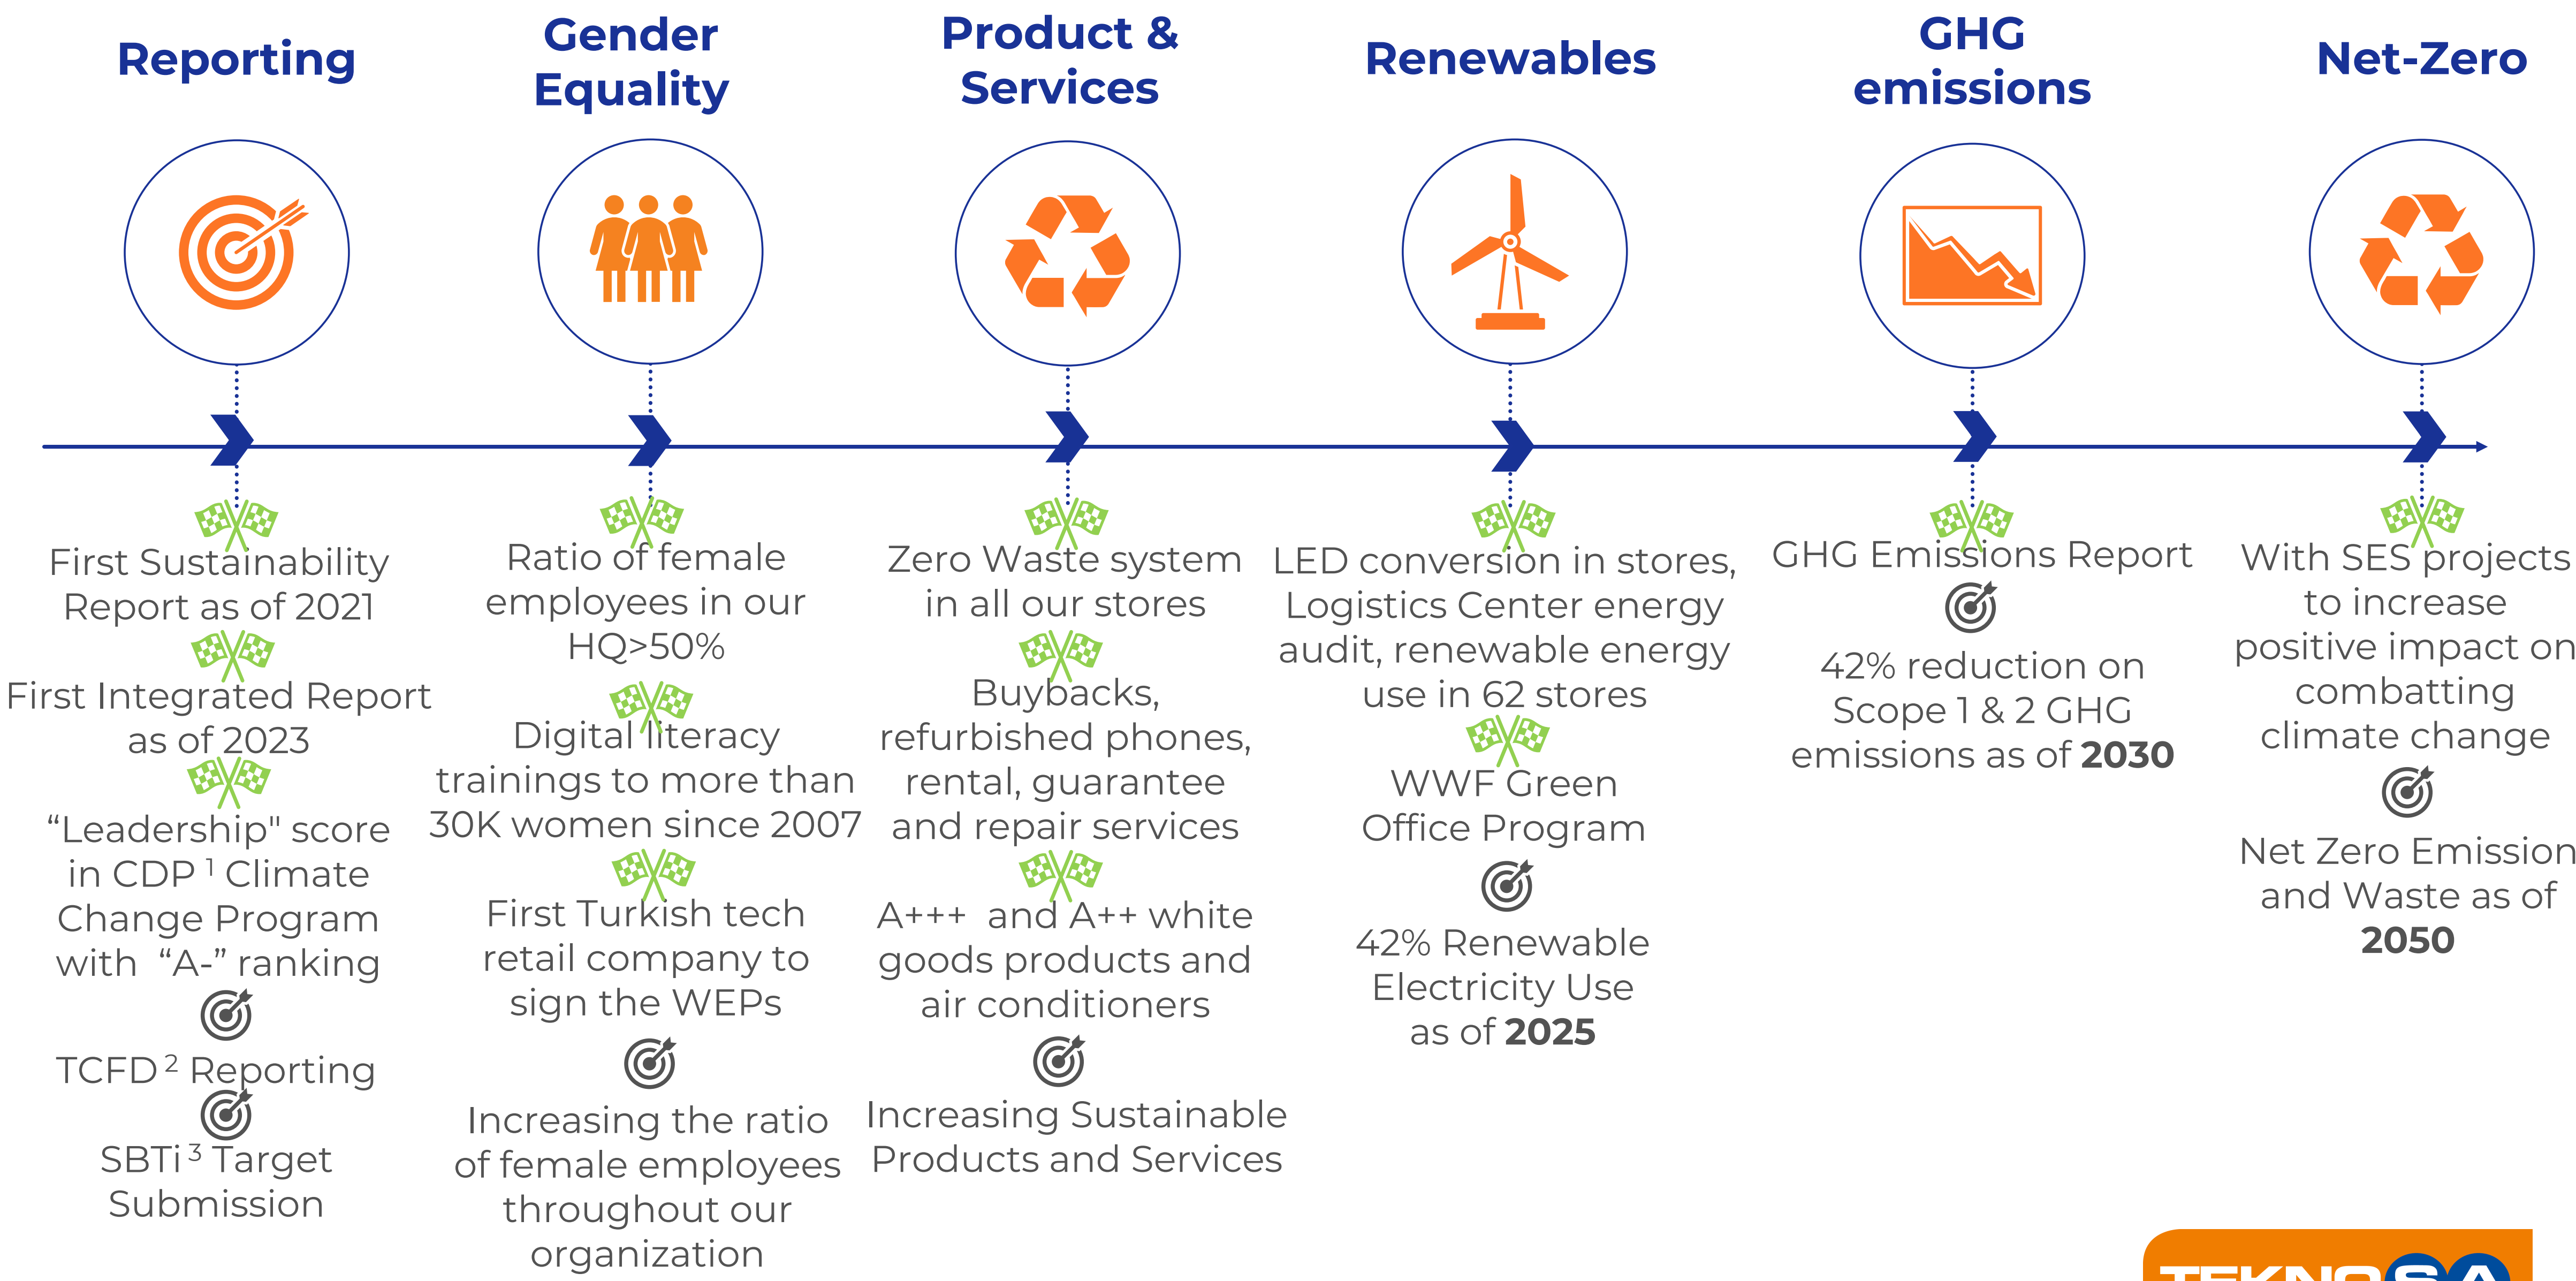 Reporting
First Sustainability
Report as of 2021
First Integrated Report
as of 2023
“Leadership" score
in CDP 1 Climate
Change Program
with “A-” ranking
TCFD 2 Reporting
SBTi 3 Target
Submission
Gender
Equality
Ratio of female
employees in our
HQ>50%
Digital literacy
trainings to more than
30K women since 2007
First Turkish tech
retail company to
sign the WEPs
Increasing the ratio
of female employees
throughout our
organization
Product &
Services
Zero Waste system
in all our stores
Buybacks,
refurbished phones,
rental, guarantee
and repair services
A+++ and A++ white
goods products and
air conditioners
Increasing Sustainable
Products and Services
Renewables
LED conversion in stores,
Logistics Center energy
audit, renewable energy
use in 62 stores
WWF Green
Office Program
42% Renewable
Electricity Use
as of 2025
GHG
emissions
GHG Emissions Report
42% reduction on
Scope 1 & 2 GHG
emissions as of 2030
Net-Zero
With SES projects
to increase
positive impact on
combatting
climate change
Net Zero Emission
and Waste as of
2050
TEKNOSA